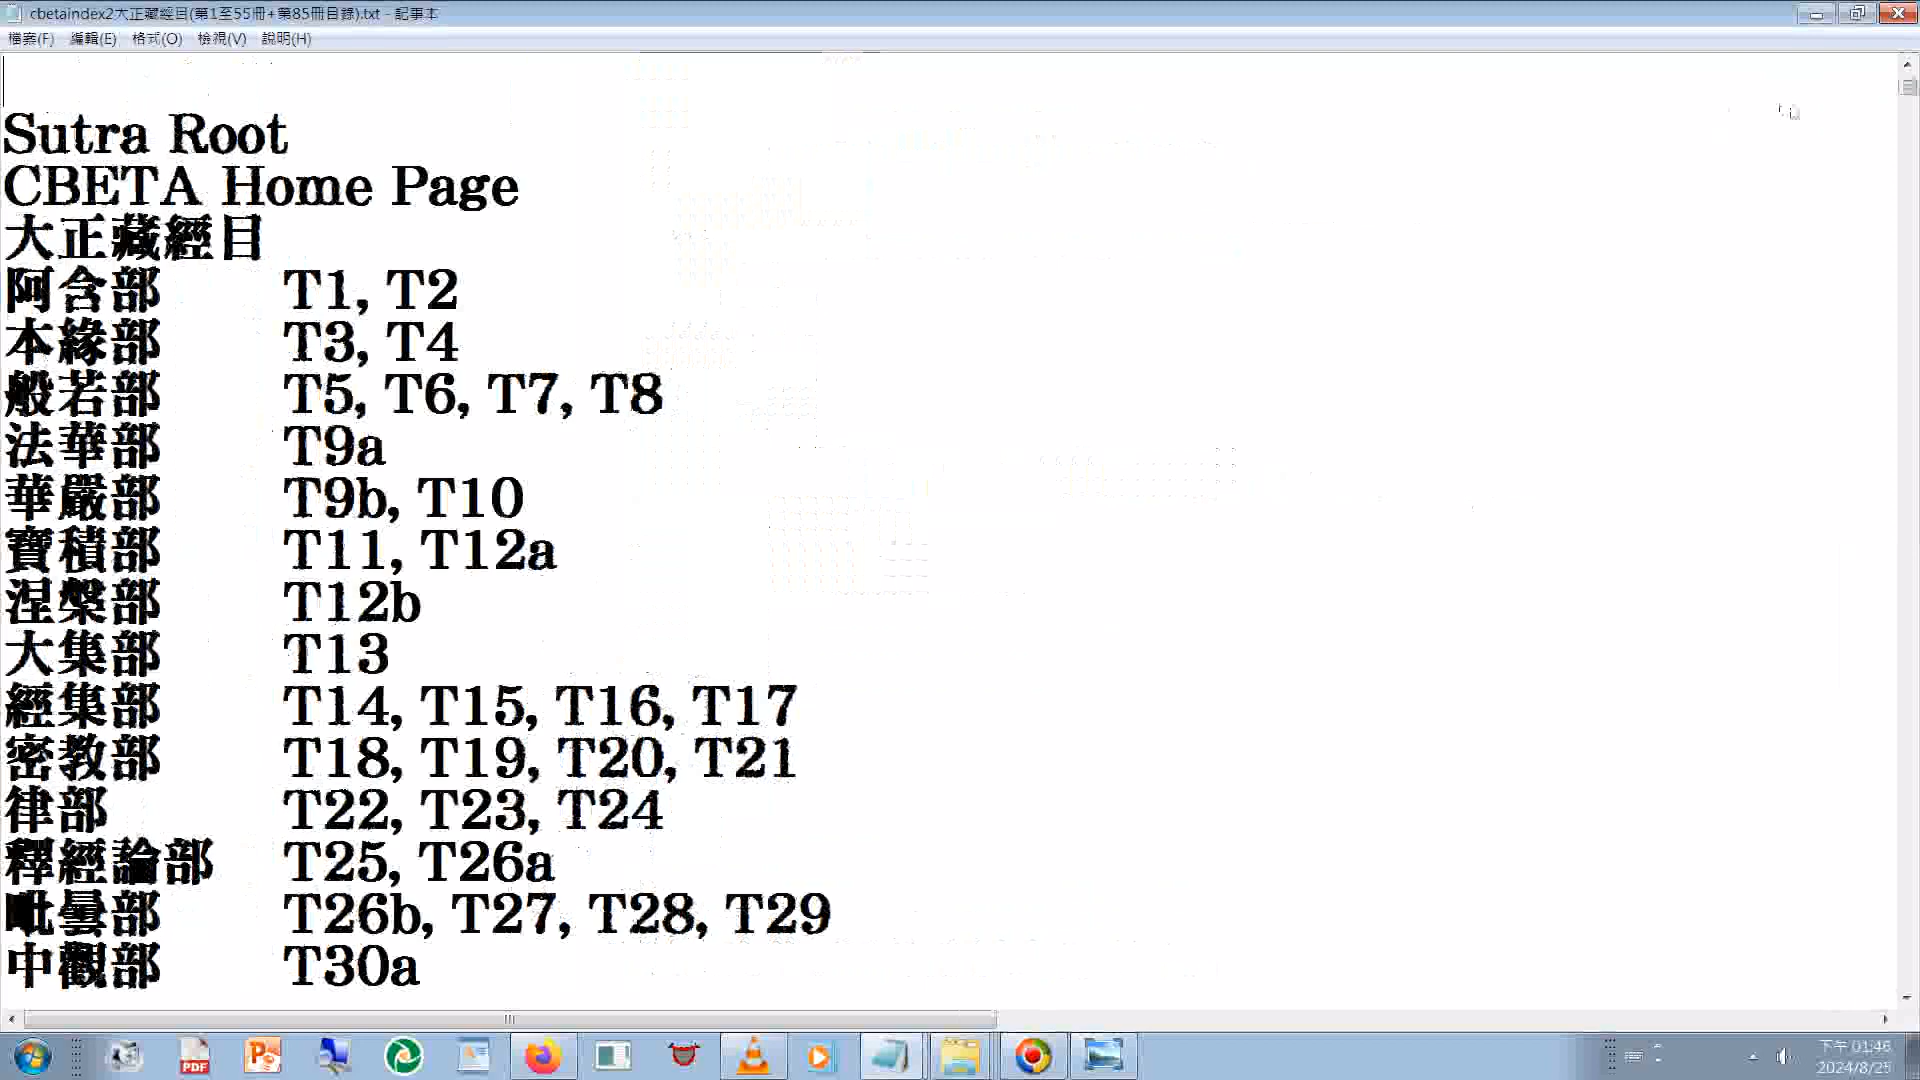 cbetaindex2大正藏經目(第1至55冊+第85冊目錄).txt - 記事本
檔案(F) 編輯(E) 格式(O) 檢視(V) 說明(H)
Sutra Root
CBETA Home Page
大正藏經目
阿含部 T1, T2
本緣部 T3, T4
般若部 T5, T6, T7, T8
法華部 T9a
華嚴部 T9b, T10
寶積部 T11, T12a
涅槃部 T12b
大集部 T13
經集部 T14, T15, T16, T17
密教部 T18, T19, T20, T21
律部 T22, T23, T24
釋經論部 T25, T26a
毗曇部 T26b, T27, T28, T29
中觀部 T30a
PDF
下午 01:46
2024/8/25